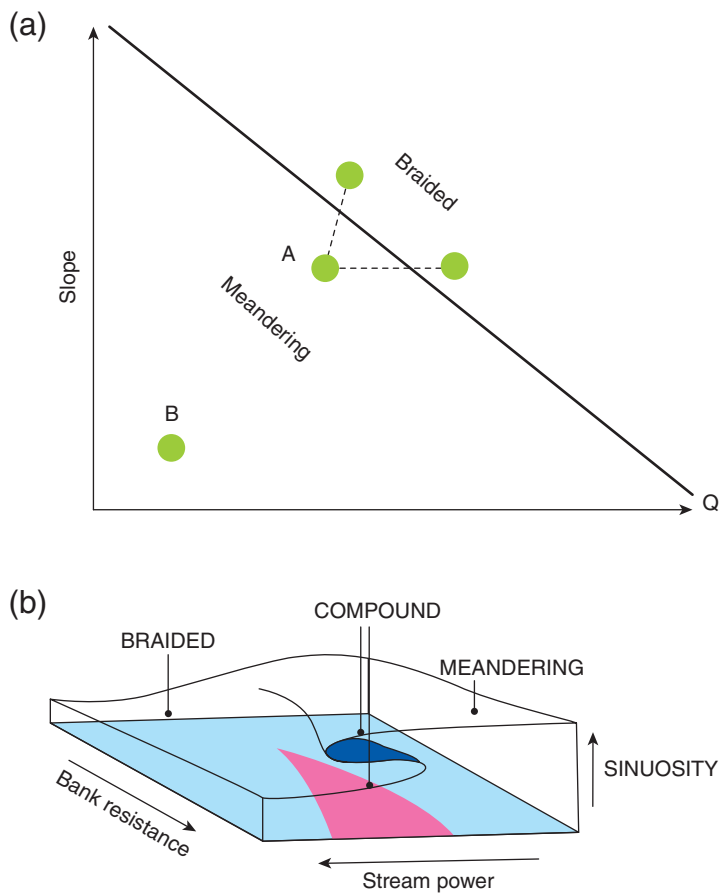 (a)
Slope
Braided
A
Meandering
B
Q
(b)
COMPOUND
BRAIDED
MEANDERING
SINUOSITY
Bank resistance
Stream power